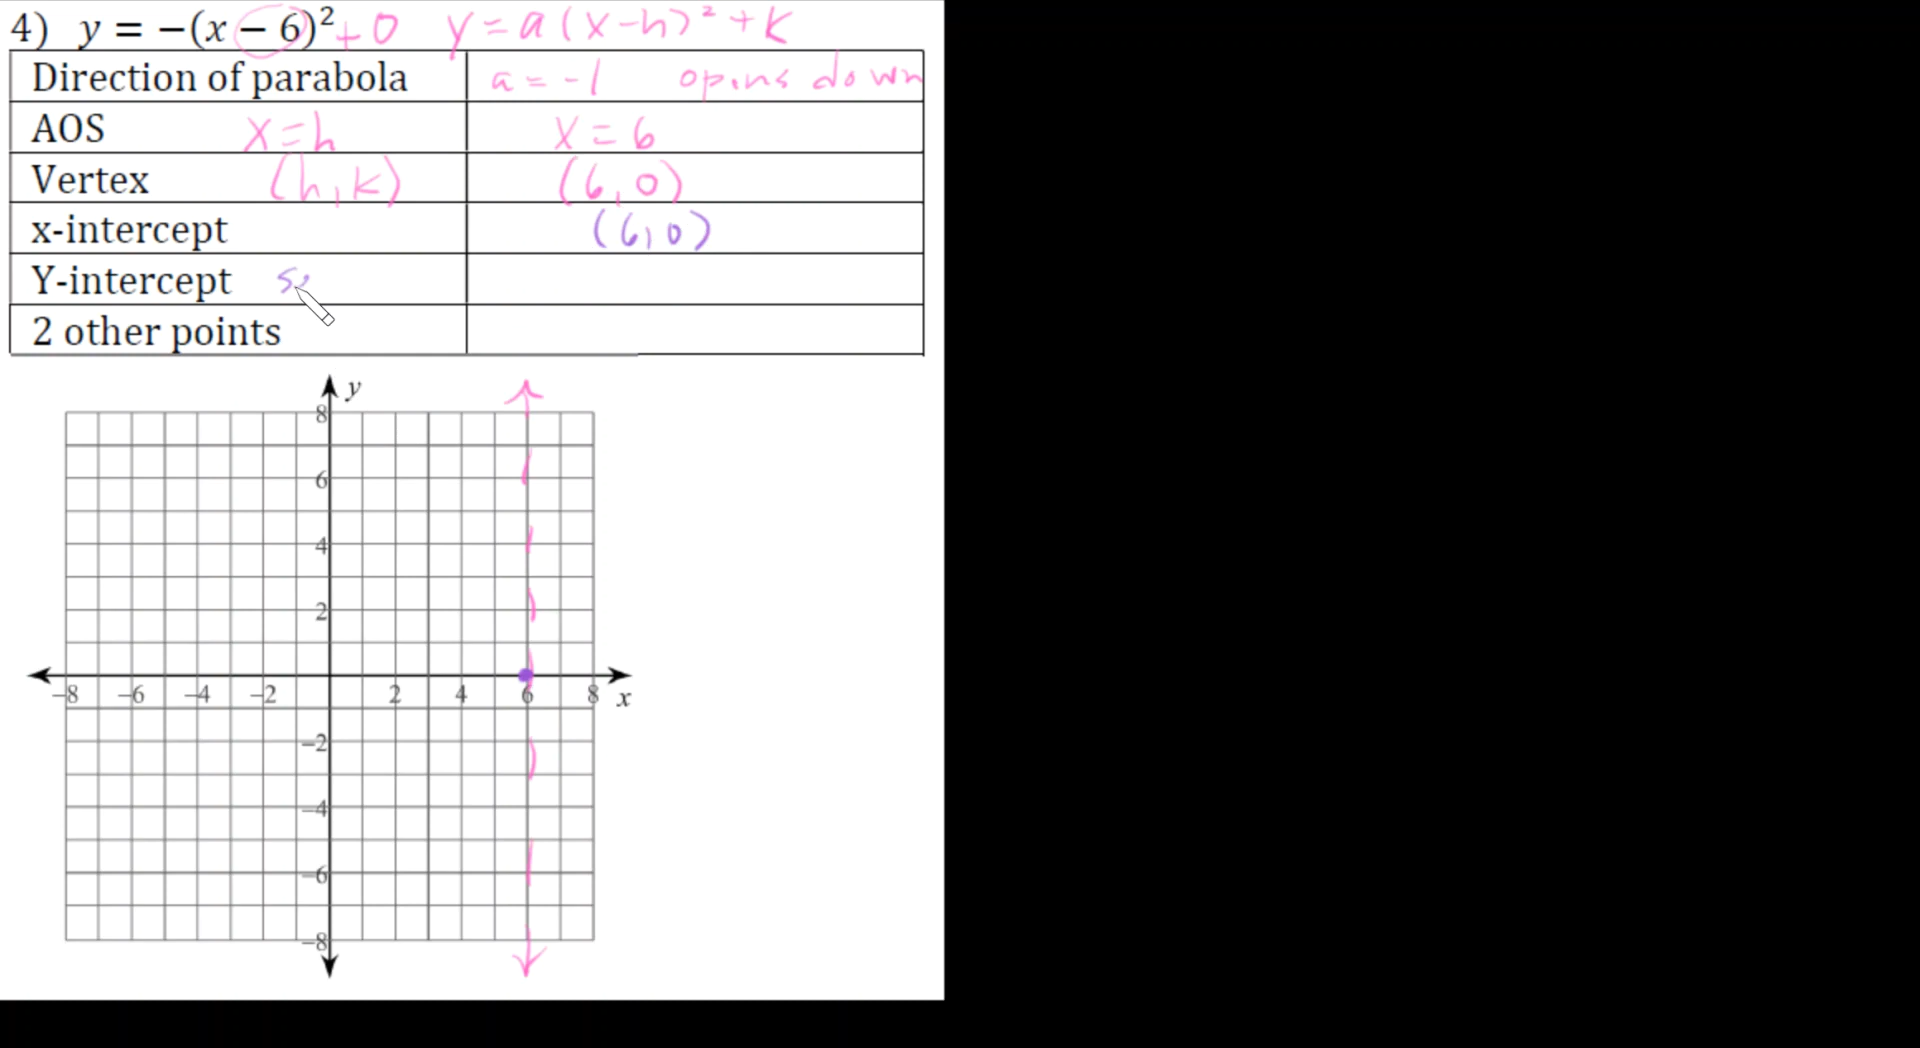 4) y = −(x − 6)² + 0 y = a(x − h)² + k
Direction of parabola a = −1 opens down
AOS x = h x = 6
Vertex (h, k) (6, 0)
x-intercept (6, 0)
Y-intercept
2 other points
y
8
6
4
2
−8 −6 −4 −2 2 4 6 8 x
−2
−4
−6
−8